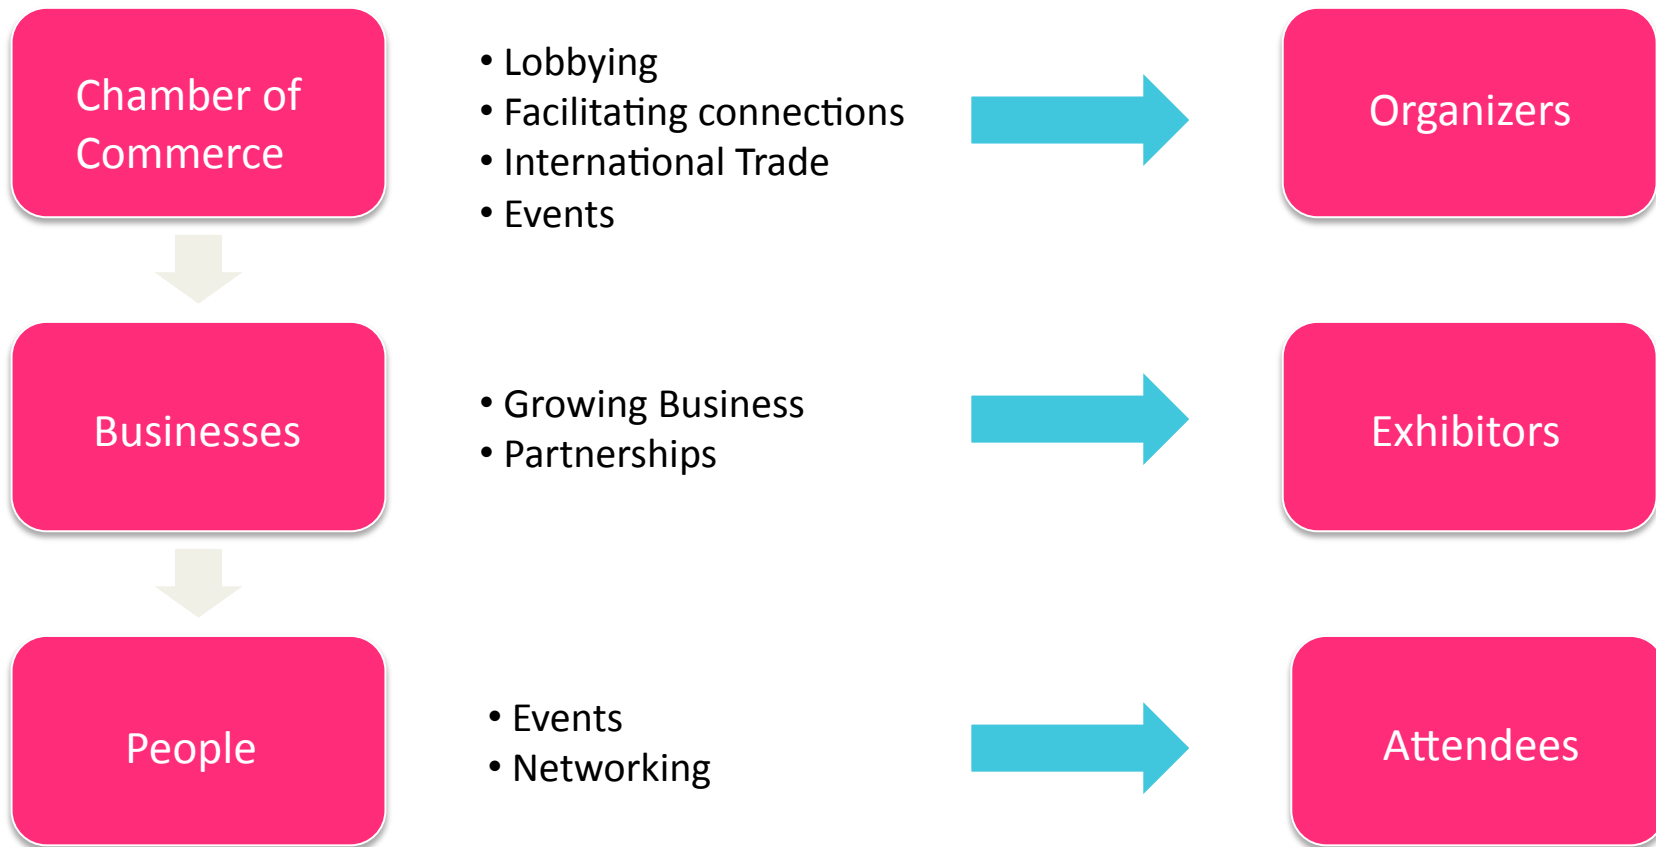 Chamber of
Commerce
• Lobbying
• Facilitating connections
• International Trade
• Events
Organizers
Businesses
• Growing Business
• Partnerships
Exhibitors
People
• Events
• Networking
Attendees